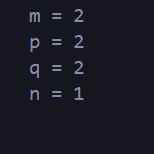 m = 2
p = 2
q = 2
n = 1